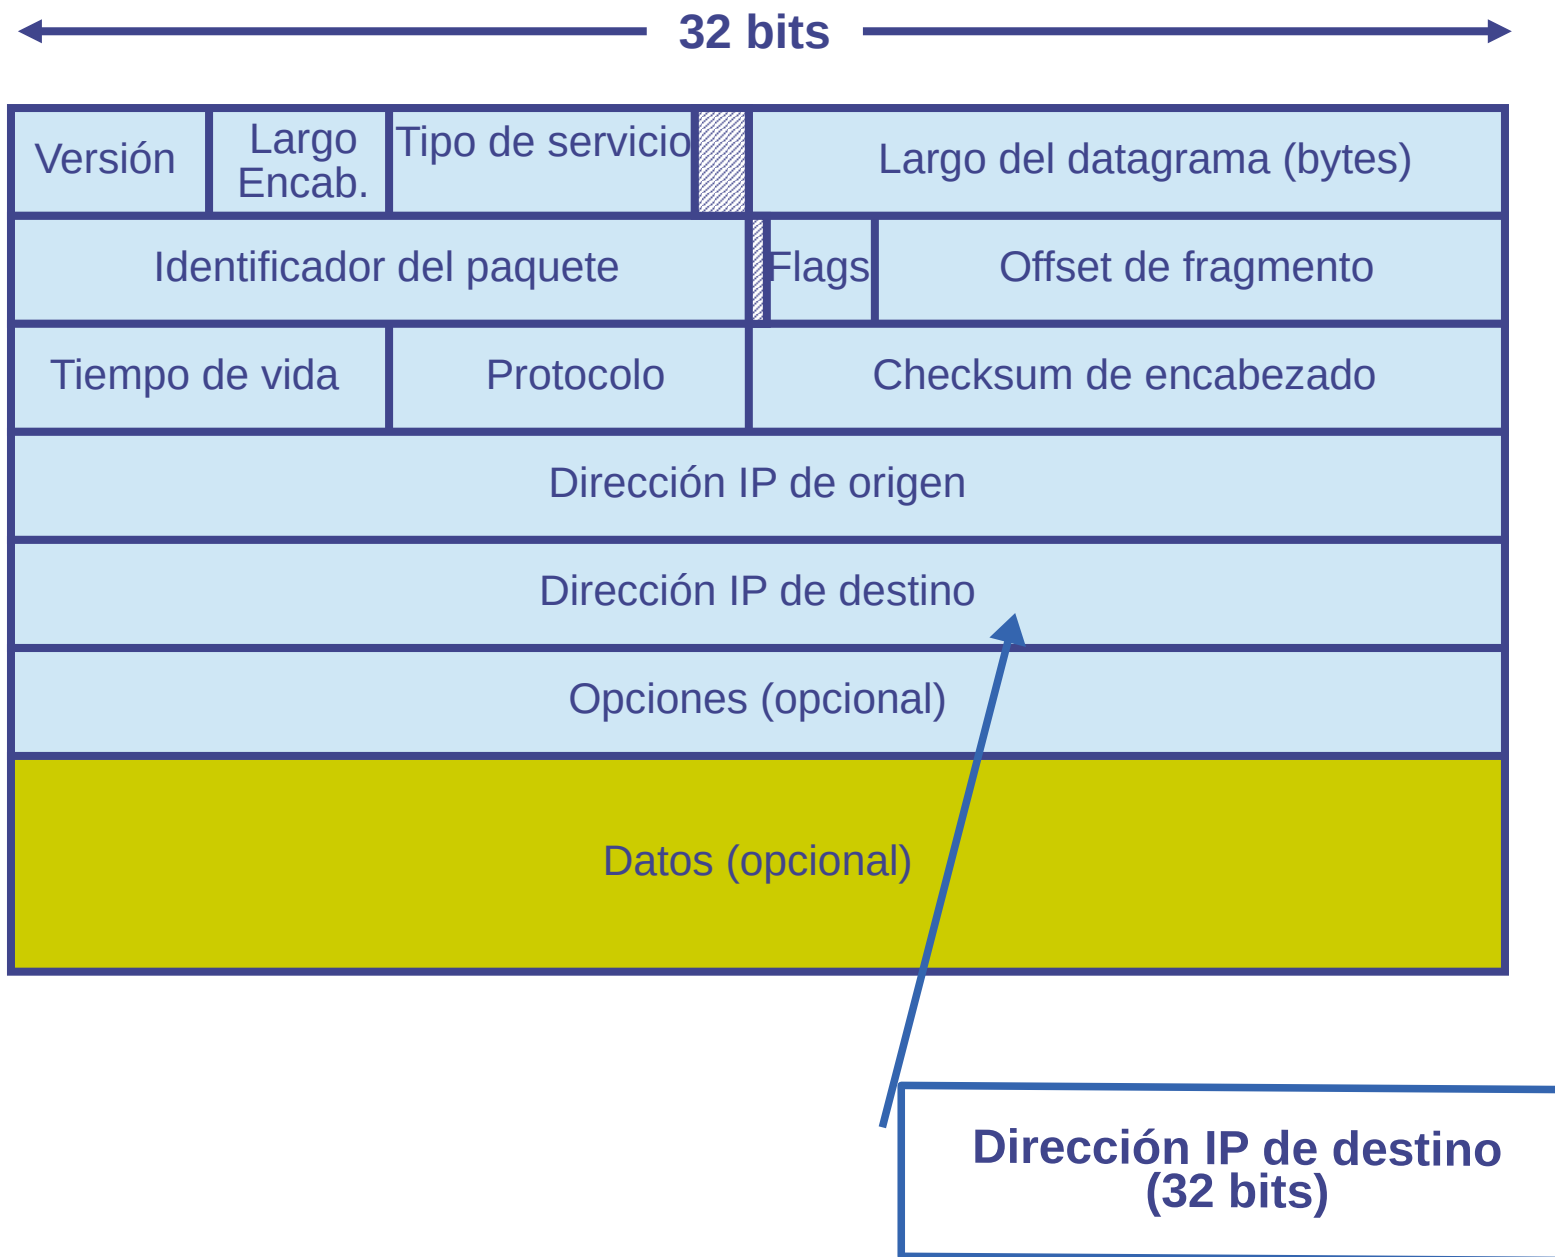 32 bits
Versión
Largo
Encab.
Tipo de servicio
Largo del datagrama (bytes)
Identificador del paquete
Flags
Offset de fragmento
Tiempo de vida
Protocolo
Checksum de encabezado
Dirección IP de origen
Dirección IP de destino
Opciones (opcional)
Datos (opcional)
Dirección IP de destino
(32 bits)